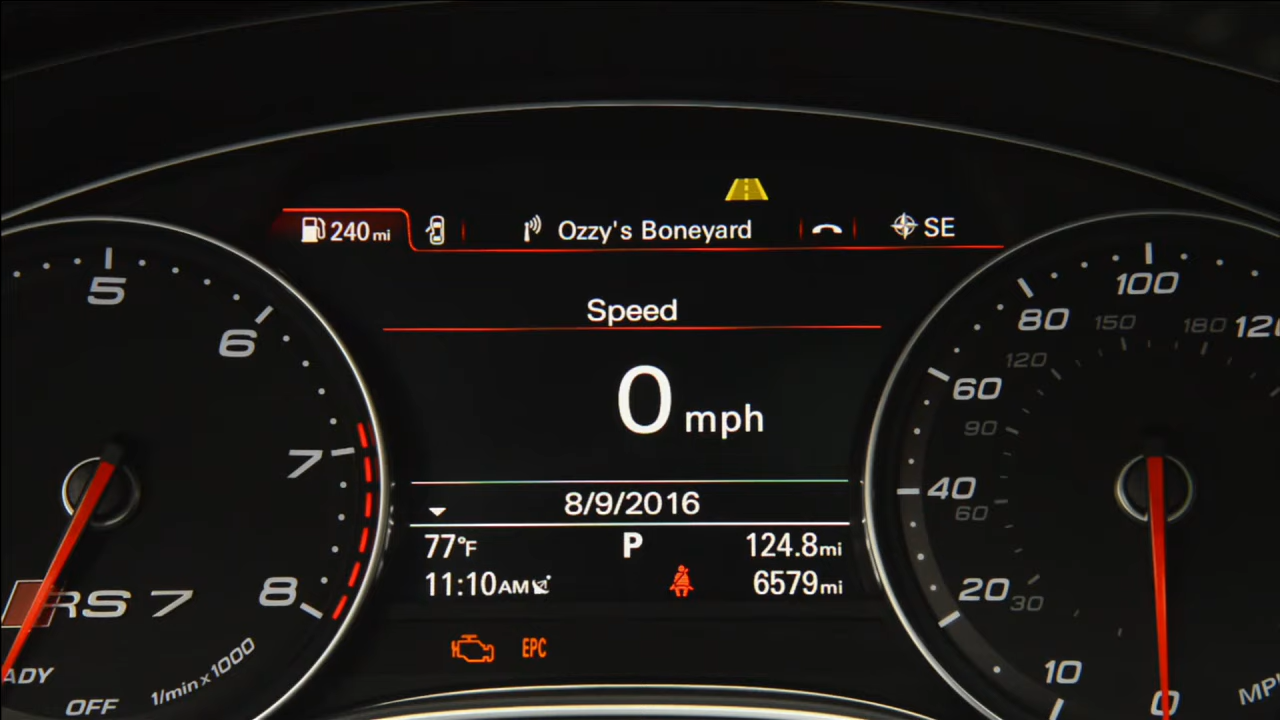 240 mi
Ozzy's Boneyard
SE
Speed
0 mph
8/9/2016
77°F
P
124.8 mi
11:10 AM
6579 mi
EPC
5
6
7
8
RS 7
1/min x 1000
OFF
100
80
60
40
20
10
0
150
180
120
90
60
30